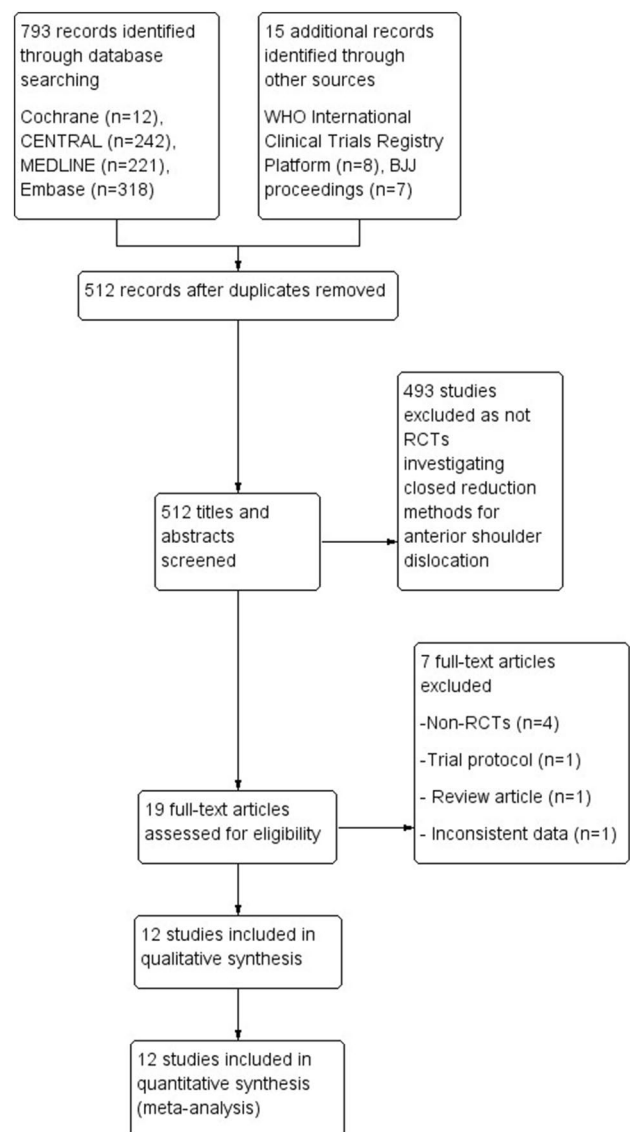 793 records identified
through database
searching
Cochrane (n=12),
CENTRAL (n=242),
MEDLINE (n=221),
Embase (n=318)
15 additional records
identified through
other sources
WHO International
Clinical Trials Registry
Platform (n=8), BJJ
proceedings (n=7)
512 records after duplicates removed
493 studies
excluded as not
RCTs
investigating
closed reduction
methods for
anterior shoulder
dislocation
512 titles and
abstracts
screened
7 full-text articles
excluded
-Non-RCTs (n=4)
-Trial protocol (n=1)
- Review article (n=1)
- Inconsistent data (n=1)
19 full-text articles
assessed for eligibility
12 studies included in
qualitative synthesis
12 studies included in
quantitative synthesis
(meta-analysis)